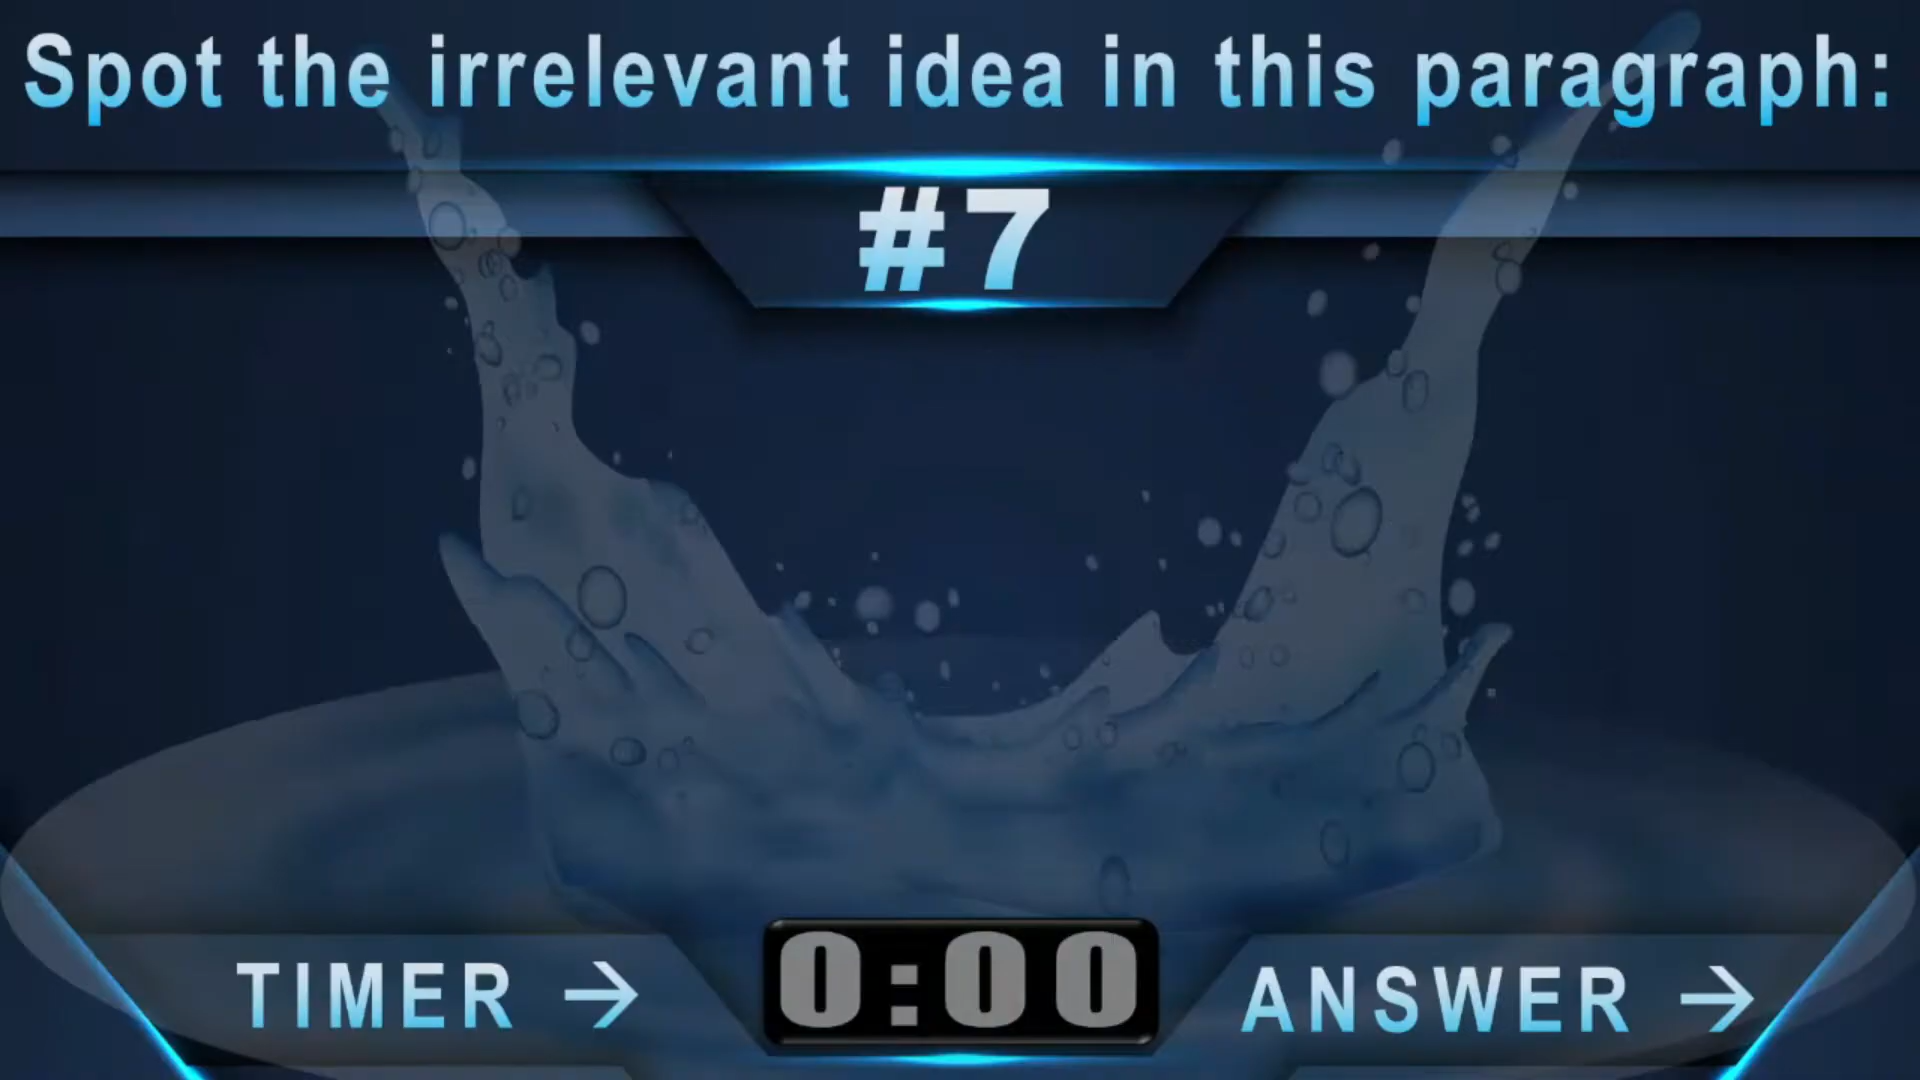 Spot the irrelevant idea in this paragraph:
#7
TIMER → 0:00 ANSWER →